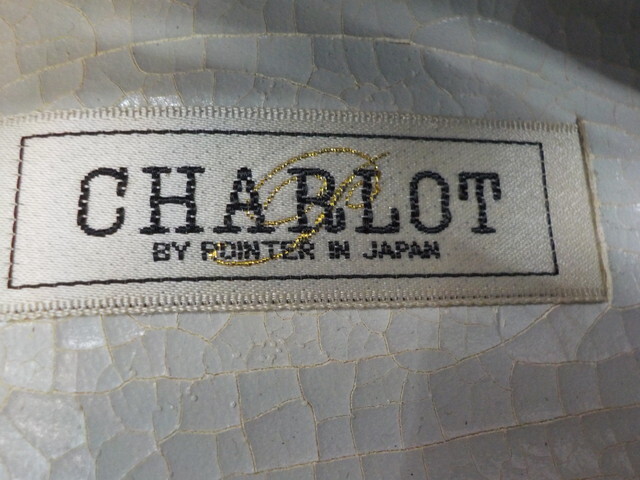 CHARLOT
BY POINTER IN JAPAN